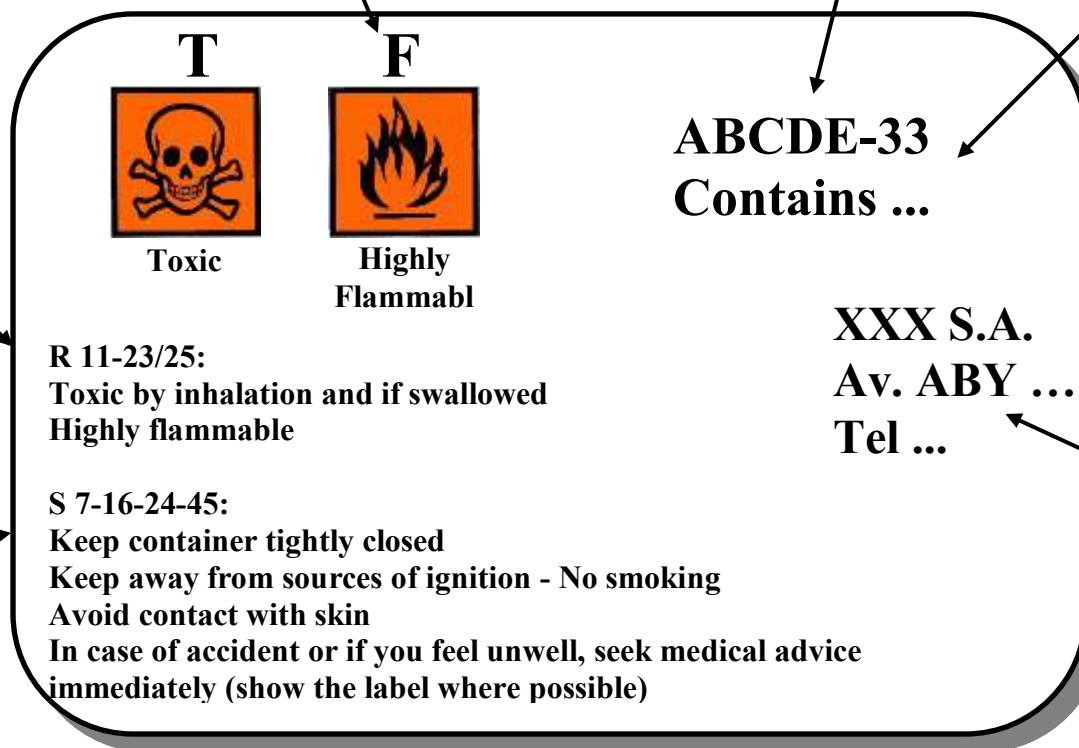 T F
Toxic
Highly
Flammabl
ABCDE-33
Contains ...
XXX S.A.
Av. ABY …
Tel ...
R 11-23/25:
Toxic by inhalation and if swallowed
Highly flammable
S 7-16-24-45:
Keep container tightly closed
Keep away from sources of ignition - No smoking
Avoid contact with skin
In case of accident or if you feel unwell, seek medical advice
immediately (show the label where possible)